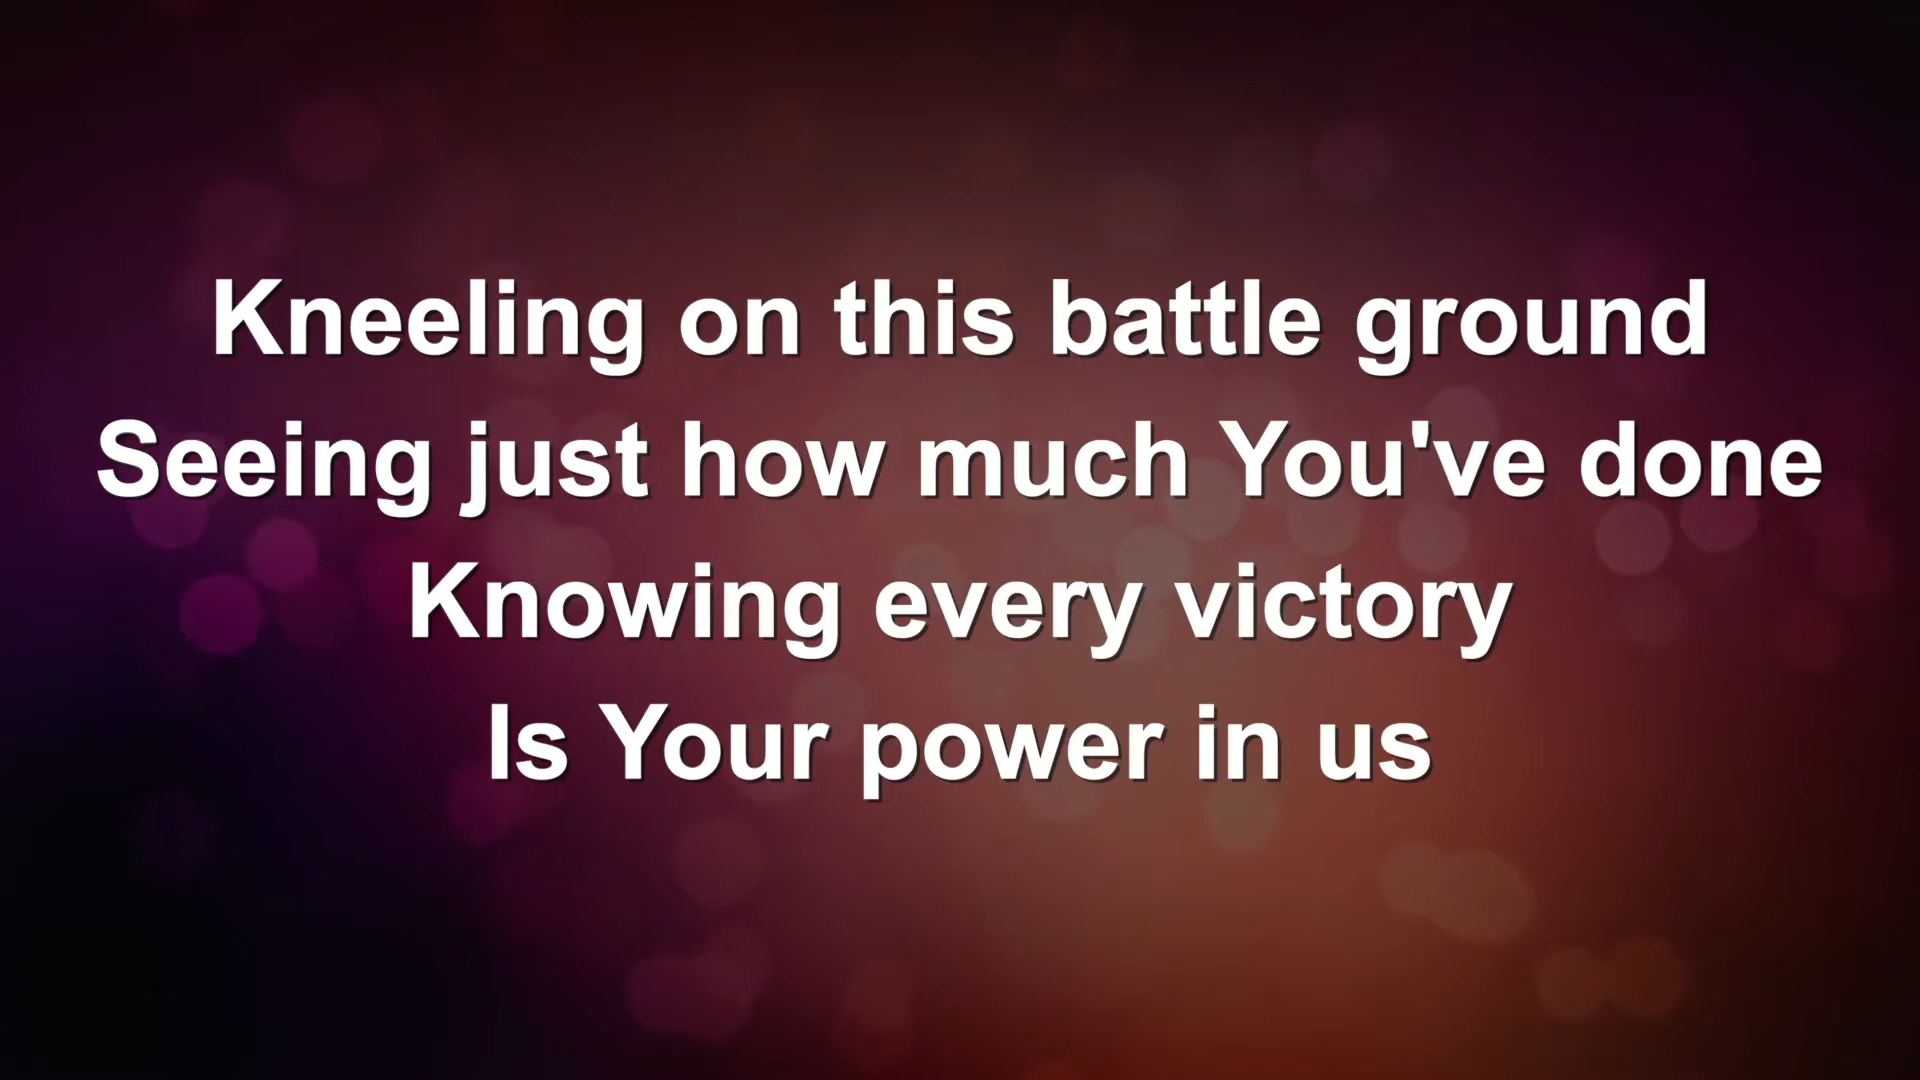 Kneeling on this battle ground
Seeing just how much You've done
Knowing every victory
Is Your power in us